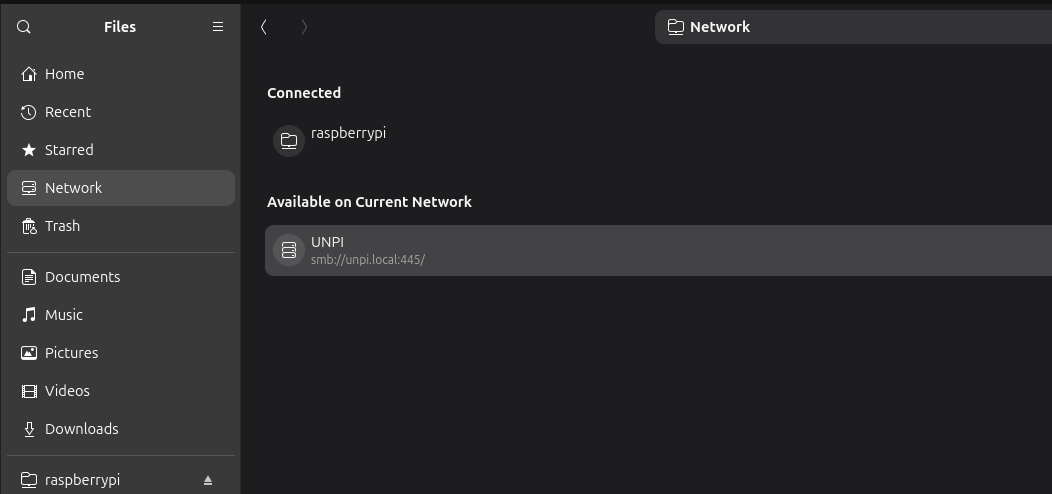 Files
Home
Recent
Starred
Network
Trash
Documents
Music
Pictures
Videos
Downloads
raspberrypi
Network
Connected
raspberrypi
Available on Current Network
UNPI
smb://unpi.local:445/